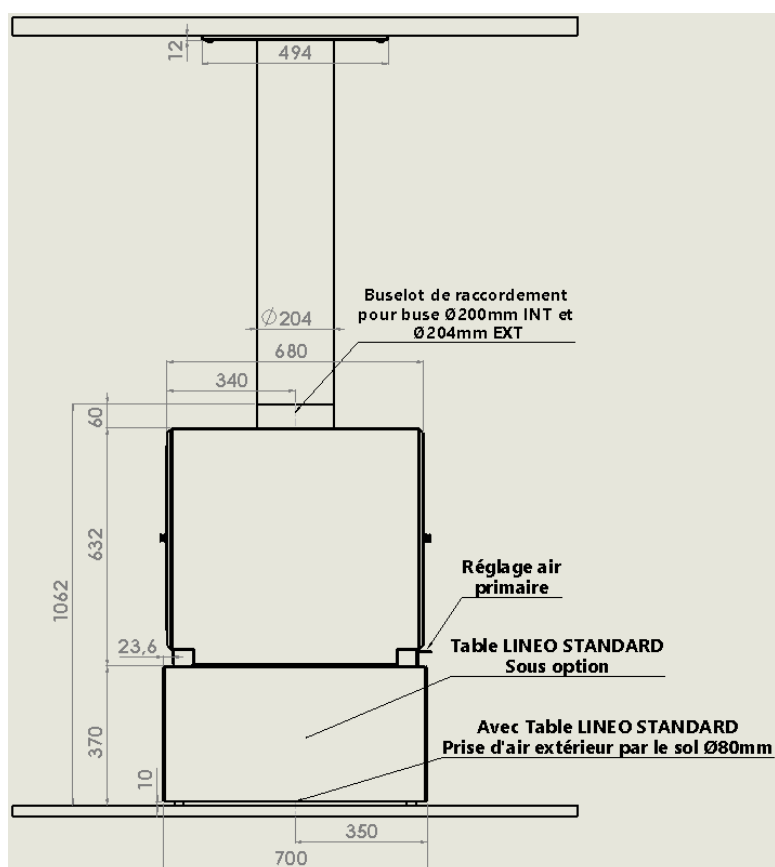 12
494
Buselot de raccordement
pour buse Ø200mm INT et
Ø204mm EXT
Ø204
680
340
60
632
1062
Réglage air
primaire
23,6
Table LINEO STANDARD
Sous option
370
Avec Table LINEO STANDARD
Prise d'air extérieur par le sol Ø80mm
10
350
700